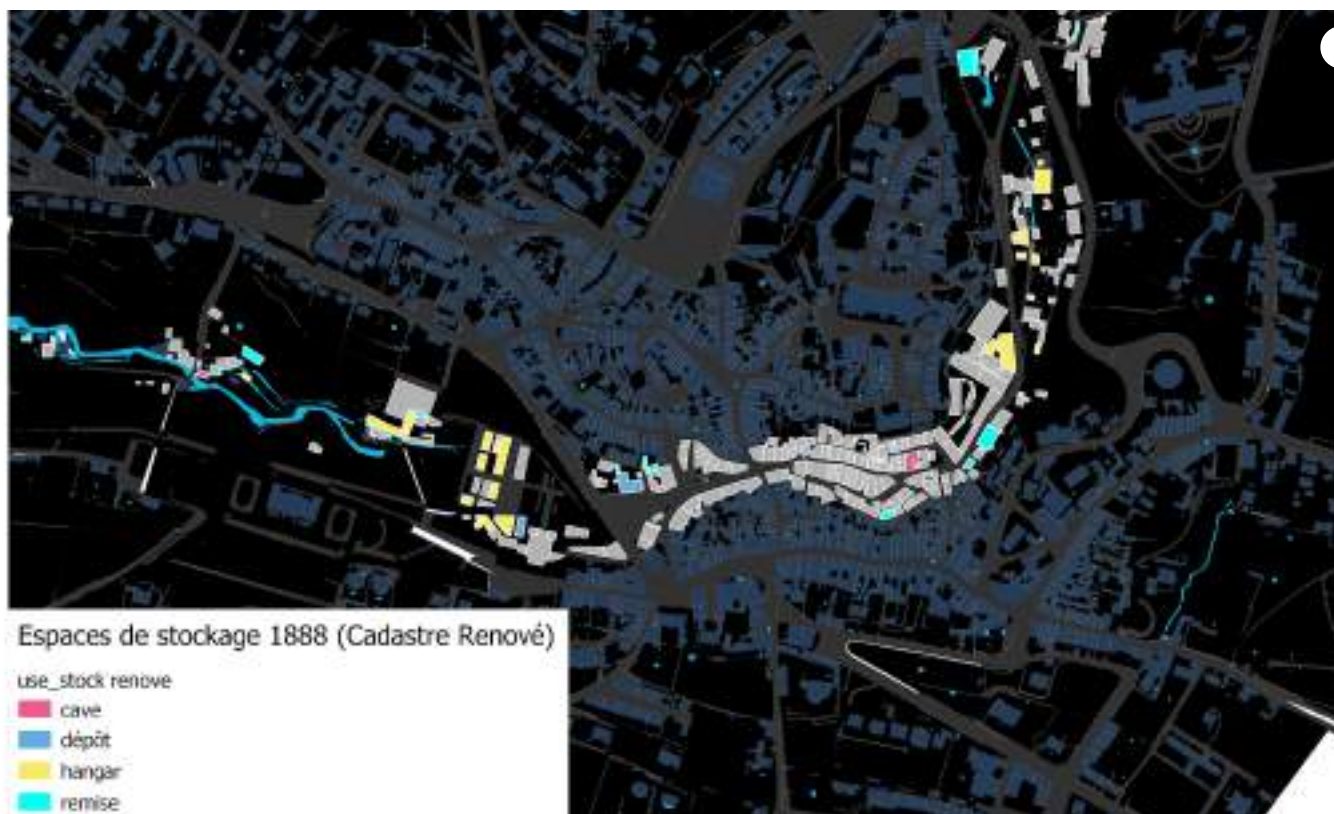 Espaces de stockage 1888 (Cadastre Renové)
use_stock renove
cave
dépôt
hangar
remise